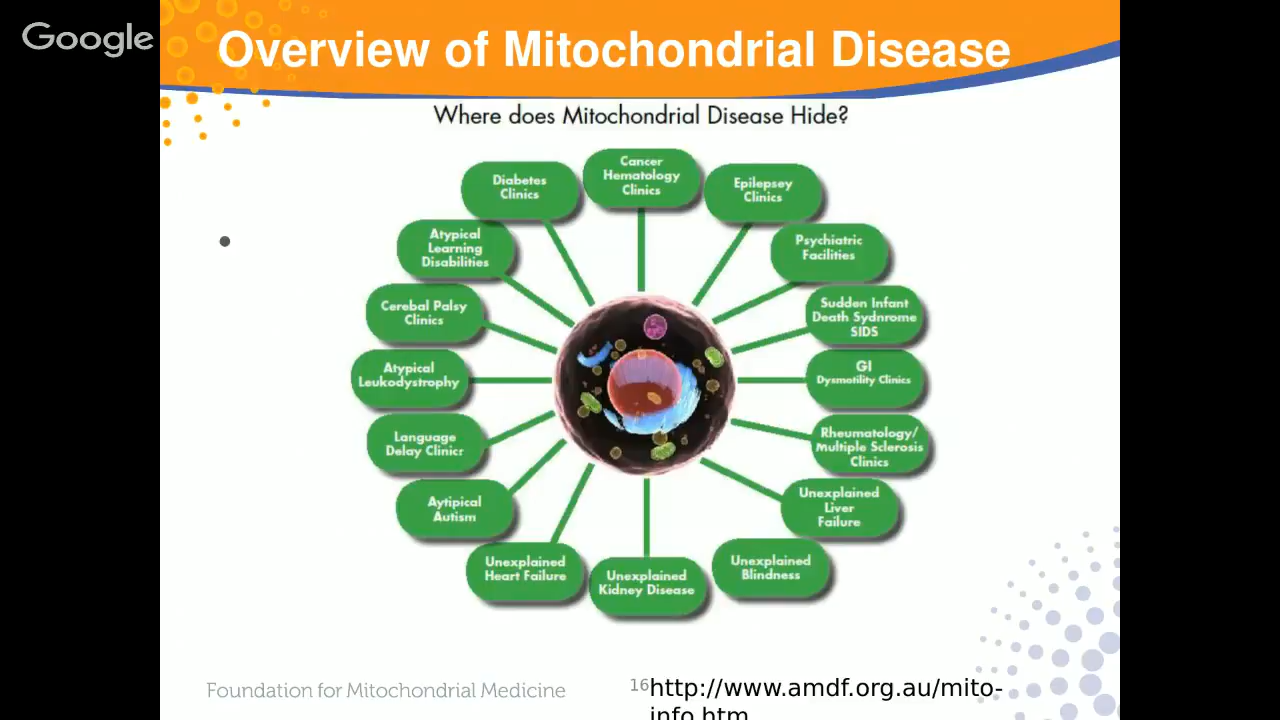 Google
Overview of Mitochondrial Disease
Where does Mitochondrial Disease Hide?
Cancer
Hematology
Clinics
Epilepsey
Clinics
Psychiatric
Facilities
Sudden Infant
Death Sydnrome
SIDS
GI
Dysmotility Clinics
Rheumatology/
Multiple Sclerosis
Clinics
Unexplained
Liver
Failure
Unexplained
Blindness
Unexplained
Kidney Disease
Unexplained
Heart Failure
Aytipical
Autism
Language
Delay Clinicr
Atypical
Leukodystrophy
Cerebal Palsy
Clinics
Atypical
Learning
Disabilities
Diabetes
Clinics
Foundation for Mitochondrial Medicine
16
http://www.amdf.org.au/mito-
info.htm